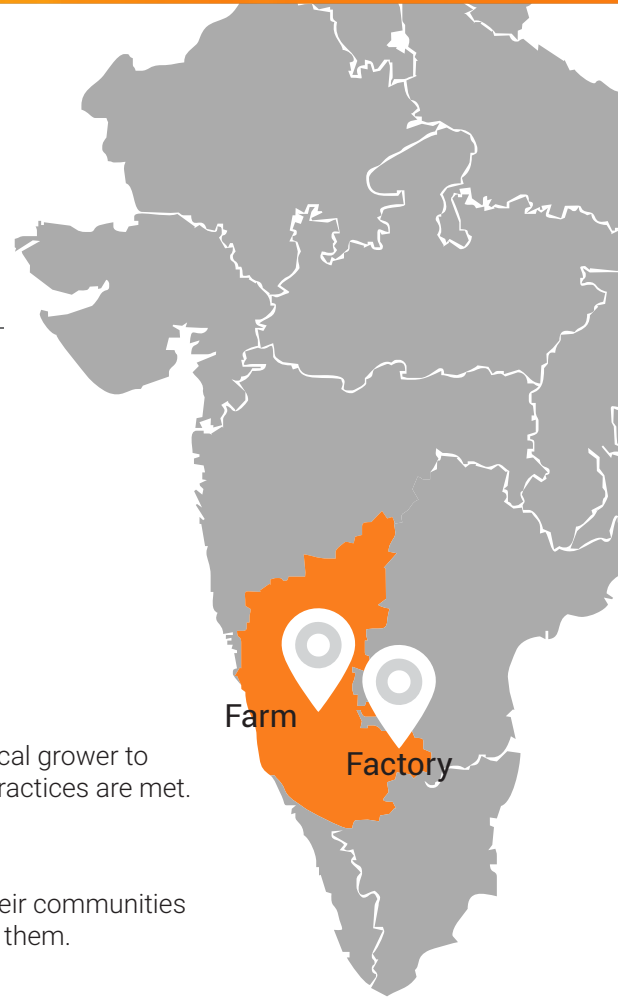 Farm
Factory
cal grower to
ractices are met.
eir communities
them.